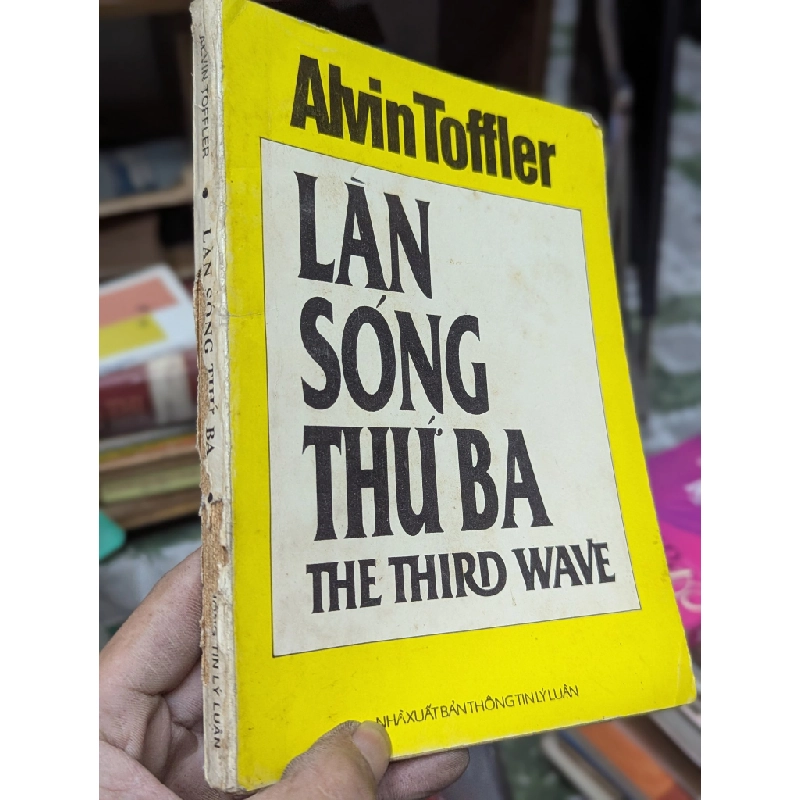 Alvin Toffler
LÀN
SÓNG
THỨ BA
THE THIRD WAVE
NHÀ XUẤT BẢN THÔNG TIN LÝ LUẬN
ALVIN TOFFLER • LÀN SÓNG THỨ BA • THÔNG TIN LÝ LUẬN